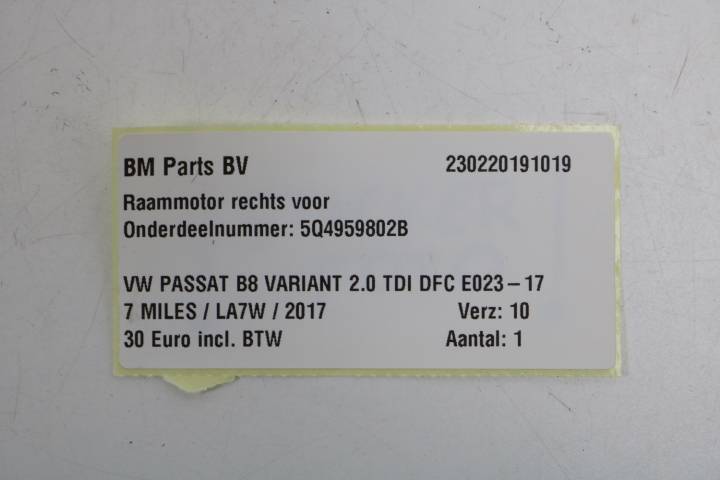 BM Parts BV 230220191019
Raammotor rechts voor
Onderdeelnummer: 5Q4959802B
VW PASSAT B8 VARIANT 2.0 TDI DFC E023-17
7 MILES / LA7W / 2017 Verz: 10
30 Euro incl. BTW Aantal: 1